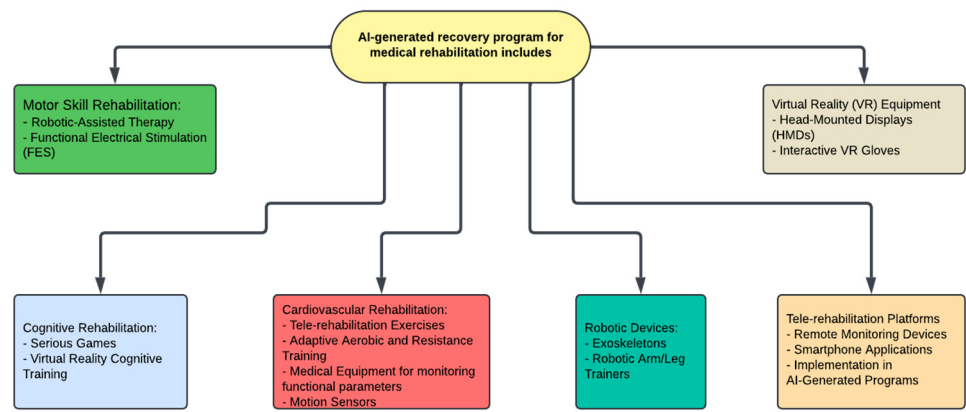 AI-generated recovery program for
medical rehabilitation includes
Motor Skill Rehabilitation:
- Robotic-Assisted Therapy
- Functional Electrical Stimulation
(FES)
Virtual Reality (VR) Equipment
- Head-Mounted Displays
(HMDs)
- Interactive VR Gloves
Cognitive Rehabilitation:
- Serious Games
- Virtual Reality Cognitive
Training
Cardiovascular Rehabilitation:
- Tele-rehabilitation Exercises
- Adaptive Aerobic and Resistance
Training
- Medical Equipment for monitoring
functional parameters
- Motion Sensors
Robotic Devices:
- Exoskeletons
- Robotic Arm/Leg
Trainers
Tele-rehabilitation Platforms
- Remote Monitoring Devices
- Smartphone Applications
- Implementation in
AI-Generated Programs